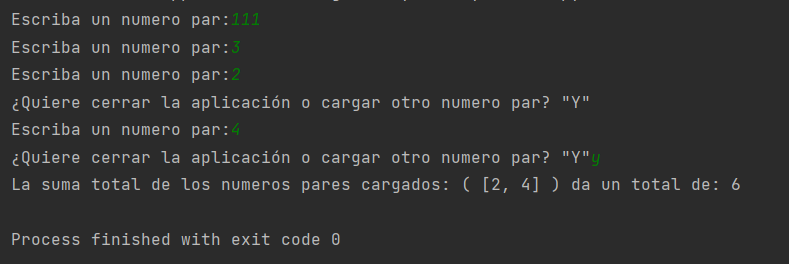 Escriba un numero par:111
Escriba un numero par:3
Escriba un numero par:2
¿Quiere cerrar la aplicación o cargar otro numero par? "Y"
Escriba un numero par:4
¿Quiere cerrar la aplicación o cargar otro numero par? "Y"y
La suma total de los numeros pares cargados: ( [2, 4] ) da un total de: 6
Process finished with exit code 0